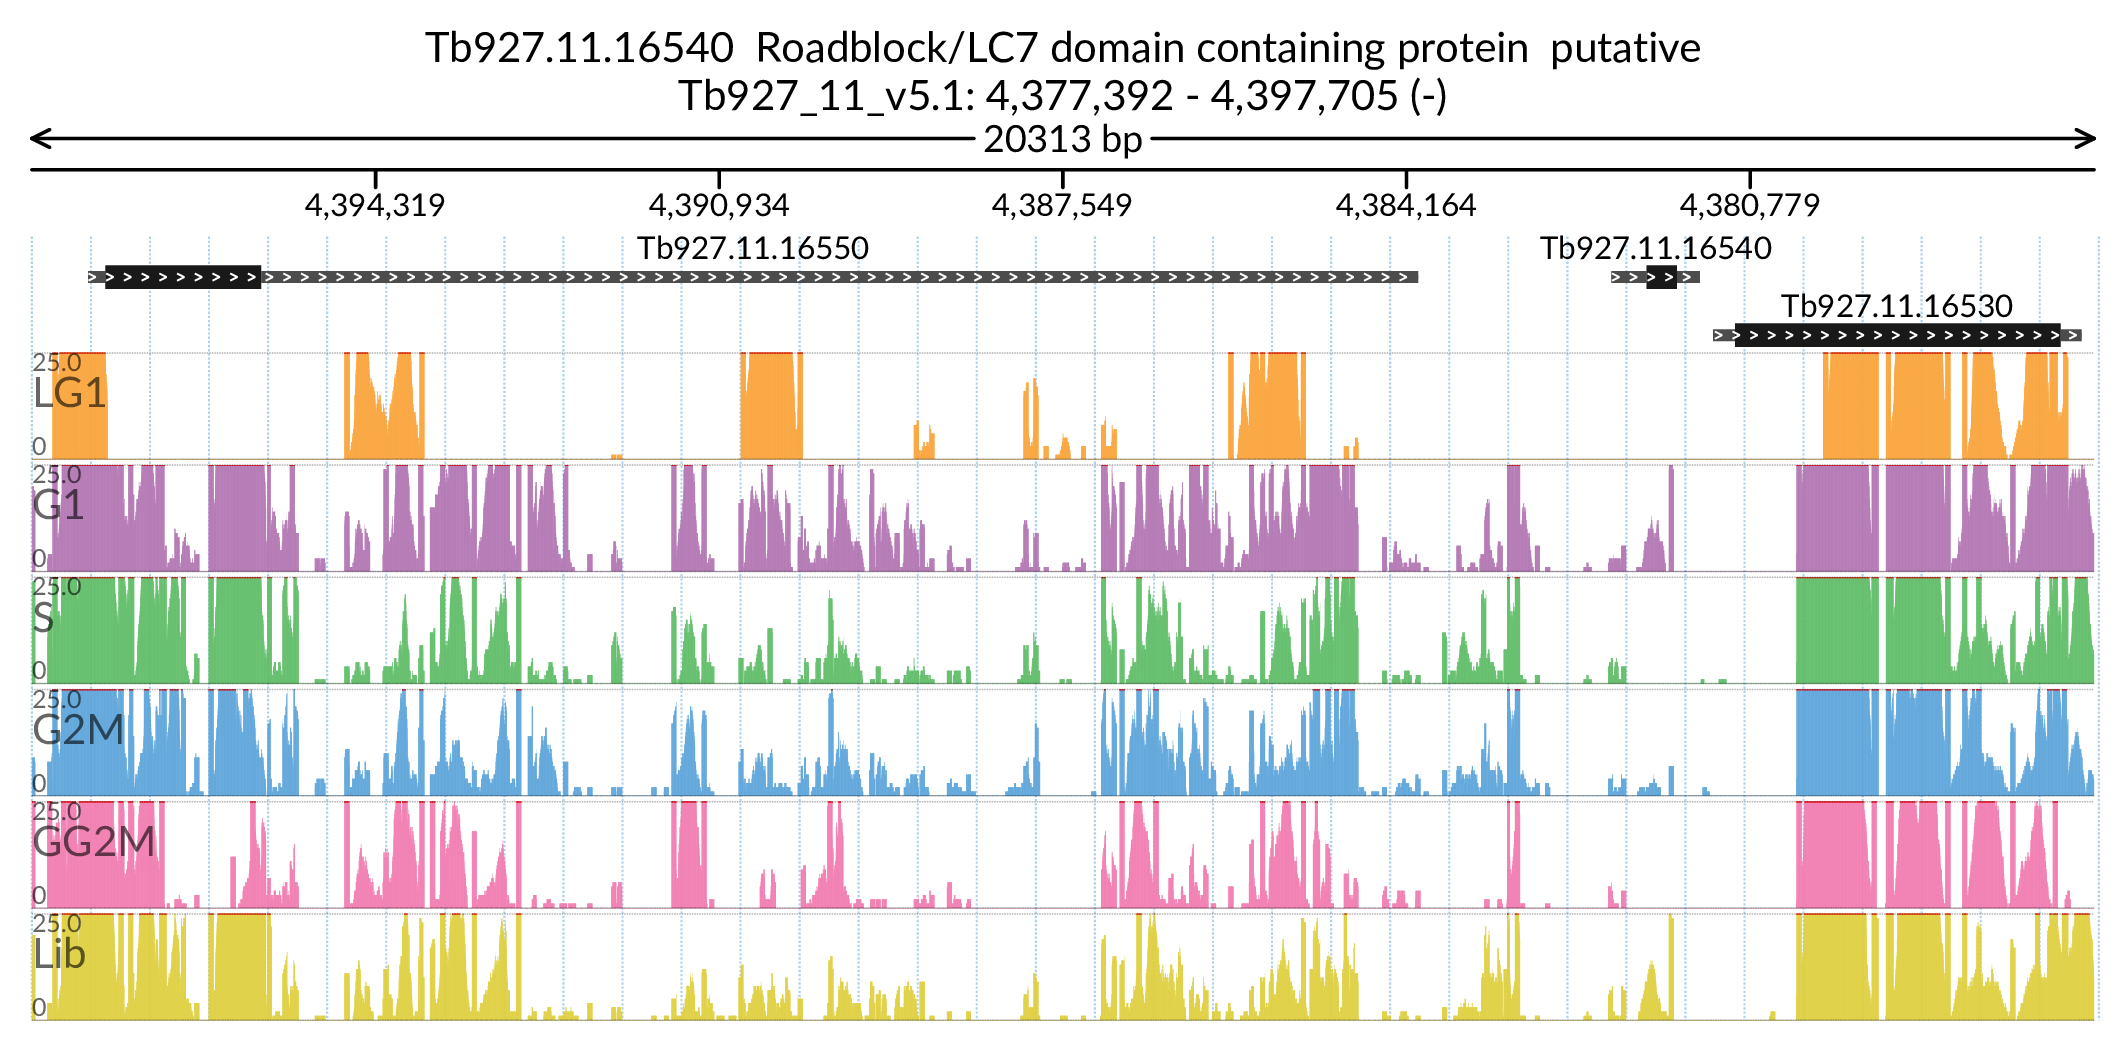 Tb927.11.16540  Roadblock/LC7 domain containing protein  putative
Tb927_11_v5.1: 4,377,392 - 4,397,705 (-)
20313 bp
4,394,319 4,390,934 4,387,549 4,384,164 4,380,779
Tb927.11.16550 Tb927.11.16540
Tb927.11.16530
25.0
LG1
0
25.0
G1
0
25.0
S
0
25.0
G2M
0
25.0
GG2M
0
25.0
Lib
0